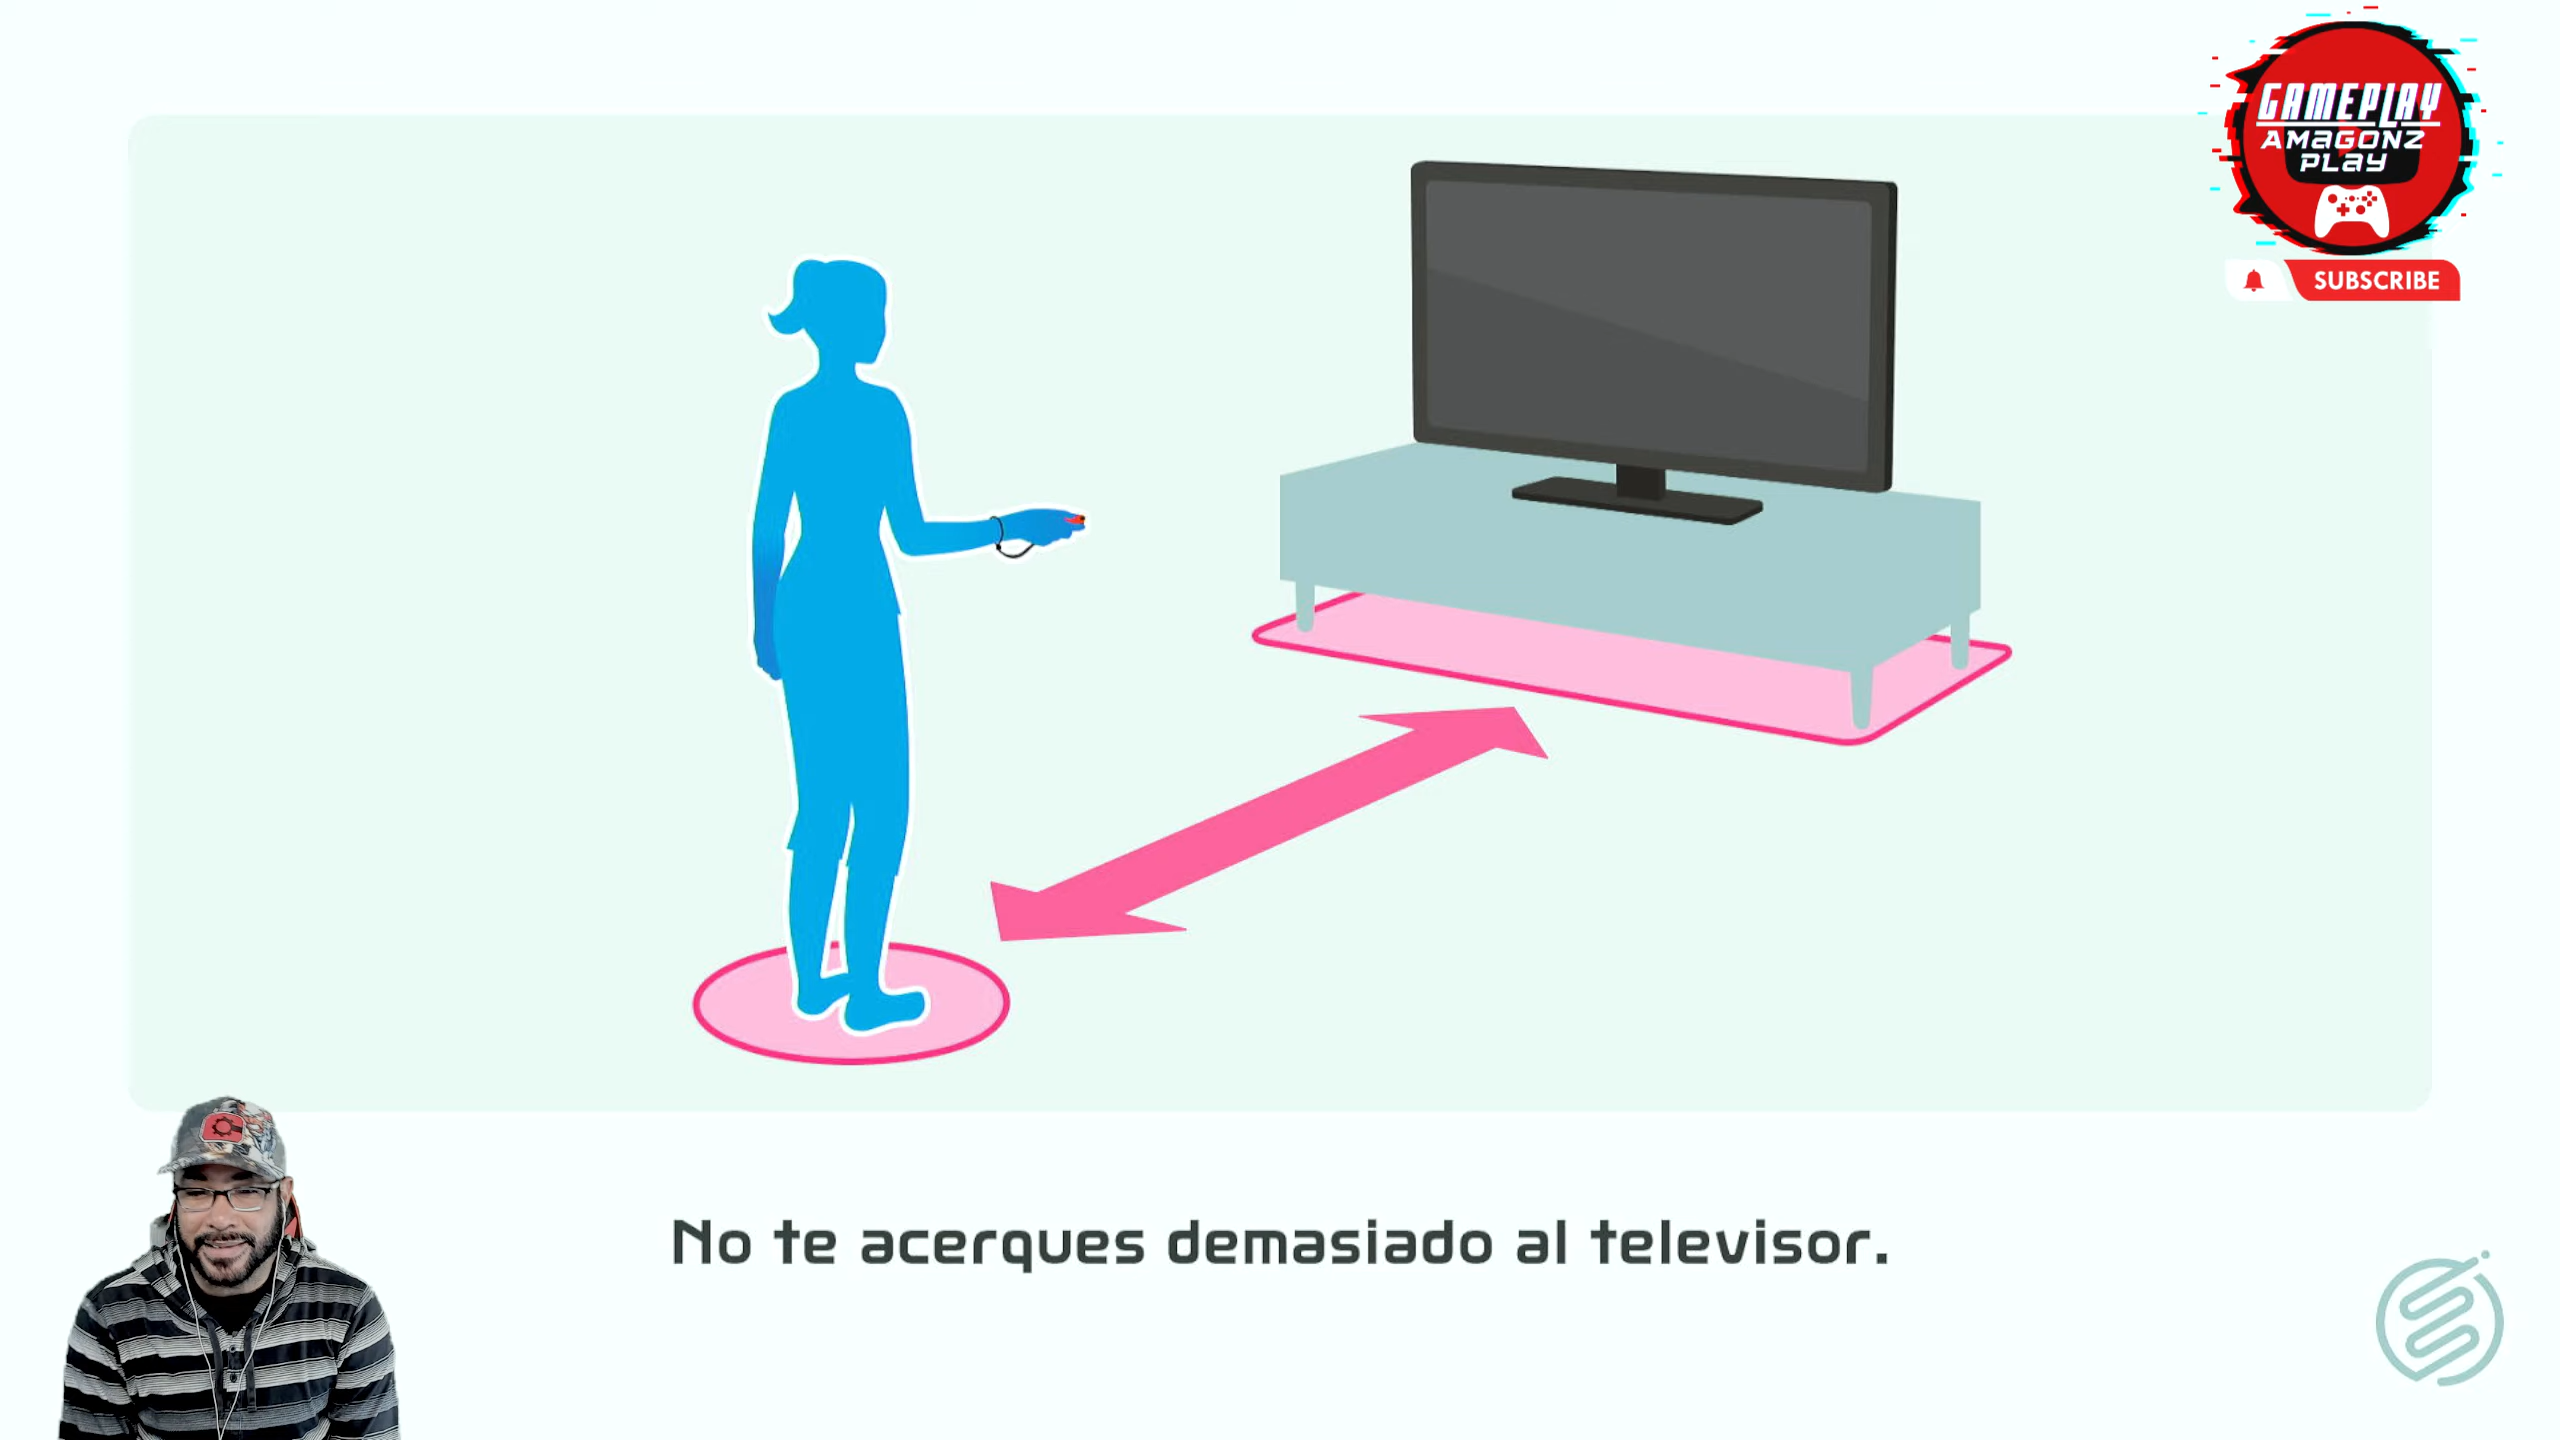 GAMEPLAY
AMAGONZ
PLAY
SUBSCRIBE
No te acerques demasiado al televisor.